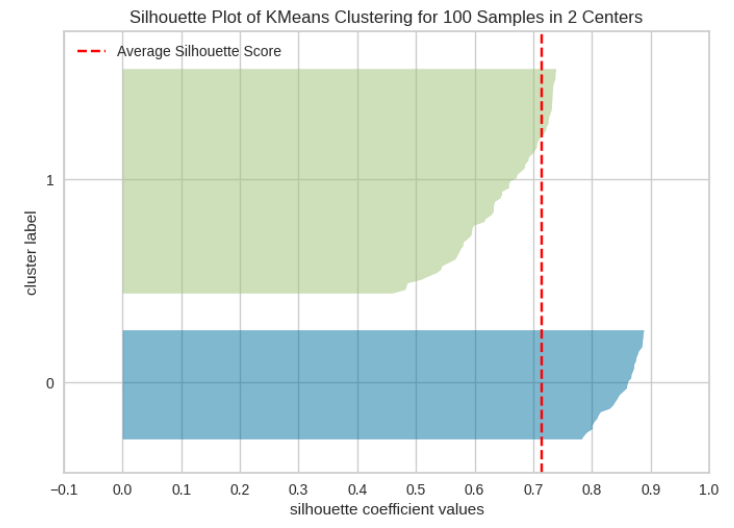 Silhouette Plot of KMeans Clustering for 100 Samples in 2 Centers
Average Silhouette Score
1
cluster label
0
−0.1 0.0 0.1 0.2 0.3 0.4 0.5 0.6 0.7 0.8 0.9 1.0
silhouette coefficient values